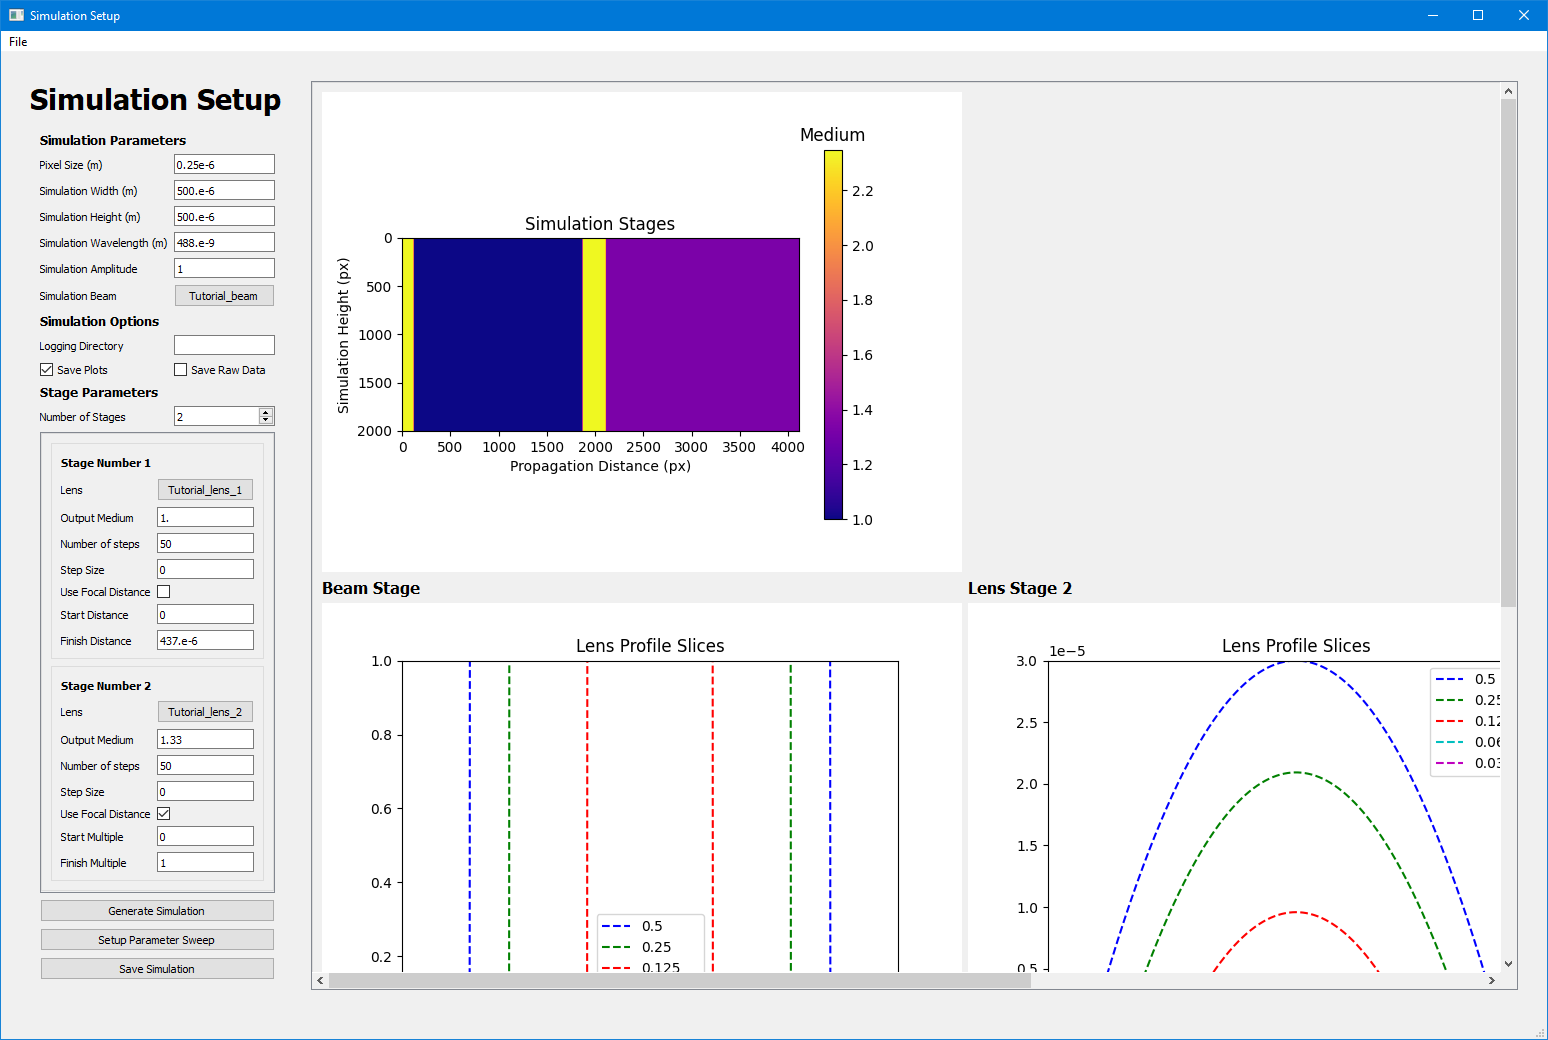 Simulation Setup
File
Simulation Setup
Simulation Parameters
Pixel Size (m) 0.25e-6
Simulation Width (m) 500.e-6
Simulation Height (m) 500.e-6
Simulation Wavelength (m) 488.e-9
Simulation Amplitude 1
Simulation Beam Tutorial_beam
Simulation Options
Logging Directory
Save Plots Save Raw Data
Stage Parameters
Number of Stages 2
Stage Number 1
Lens Tutorial_lens_1
Output Medium 1.
Number of steps 50
Step Size 0
Use Focal Distance
Start Distance 0
Finish Distance 437.e-6
Stage Number 2
Lens Tutorial_lens_2
Output Medium 1.33
Number of steps 50
Step Size 0
Use Focal Distance
Start Multiple 0
Finish Multiple 1
Generate Simulation
Setup Parameter Sweep
Save Simulation
Medium
2.2
2.0
1.8
1.6
1.4
1.2
1.0
Simulation Stages
Simulation Height (px)
0
500
1000
1500
2000
0 500 1000 1500 2000 2500 3000 3500 4000
Propagation Distance (px)
Beam Stage
Lens Profile Slices
1.0
0.8
0.6
0.4
0.2
0.5
0.25
0.125
Lens Stage 2
Lens Profile Slices
1e−5
3.0
2.5
2.0
1.5
1.0
0.5
0.5
0.25
0.12
0.06
0.03